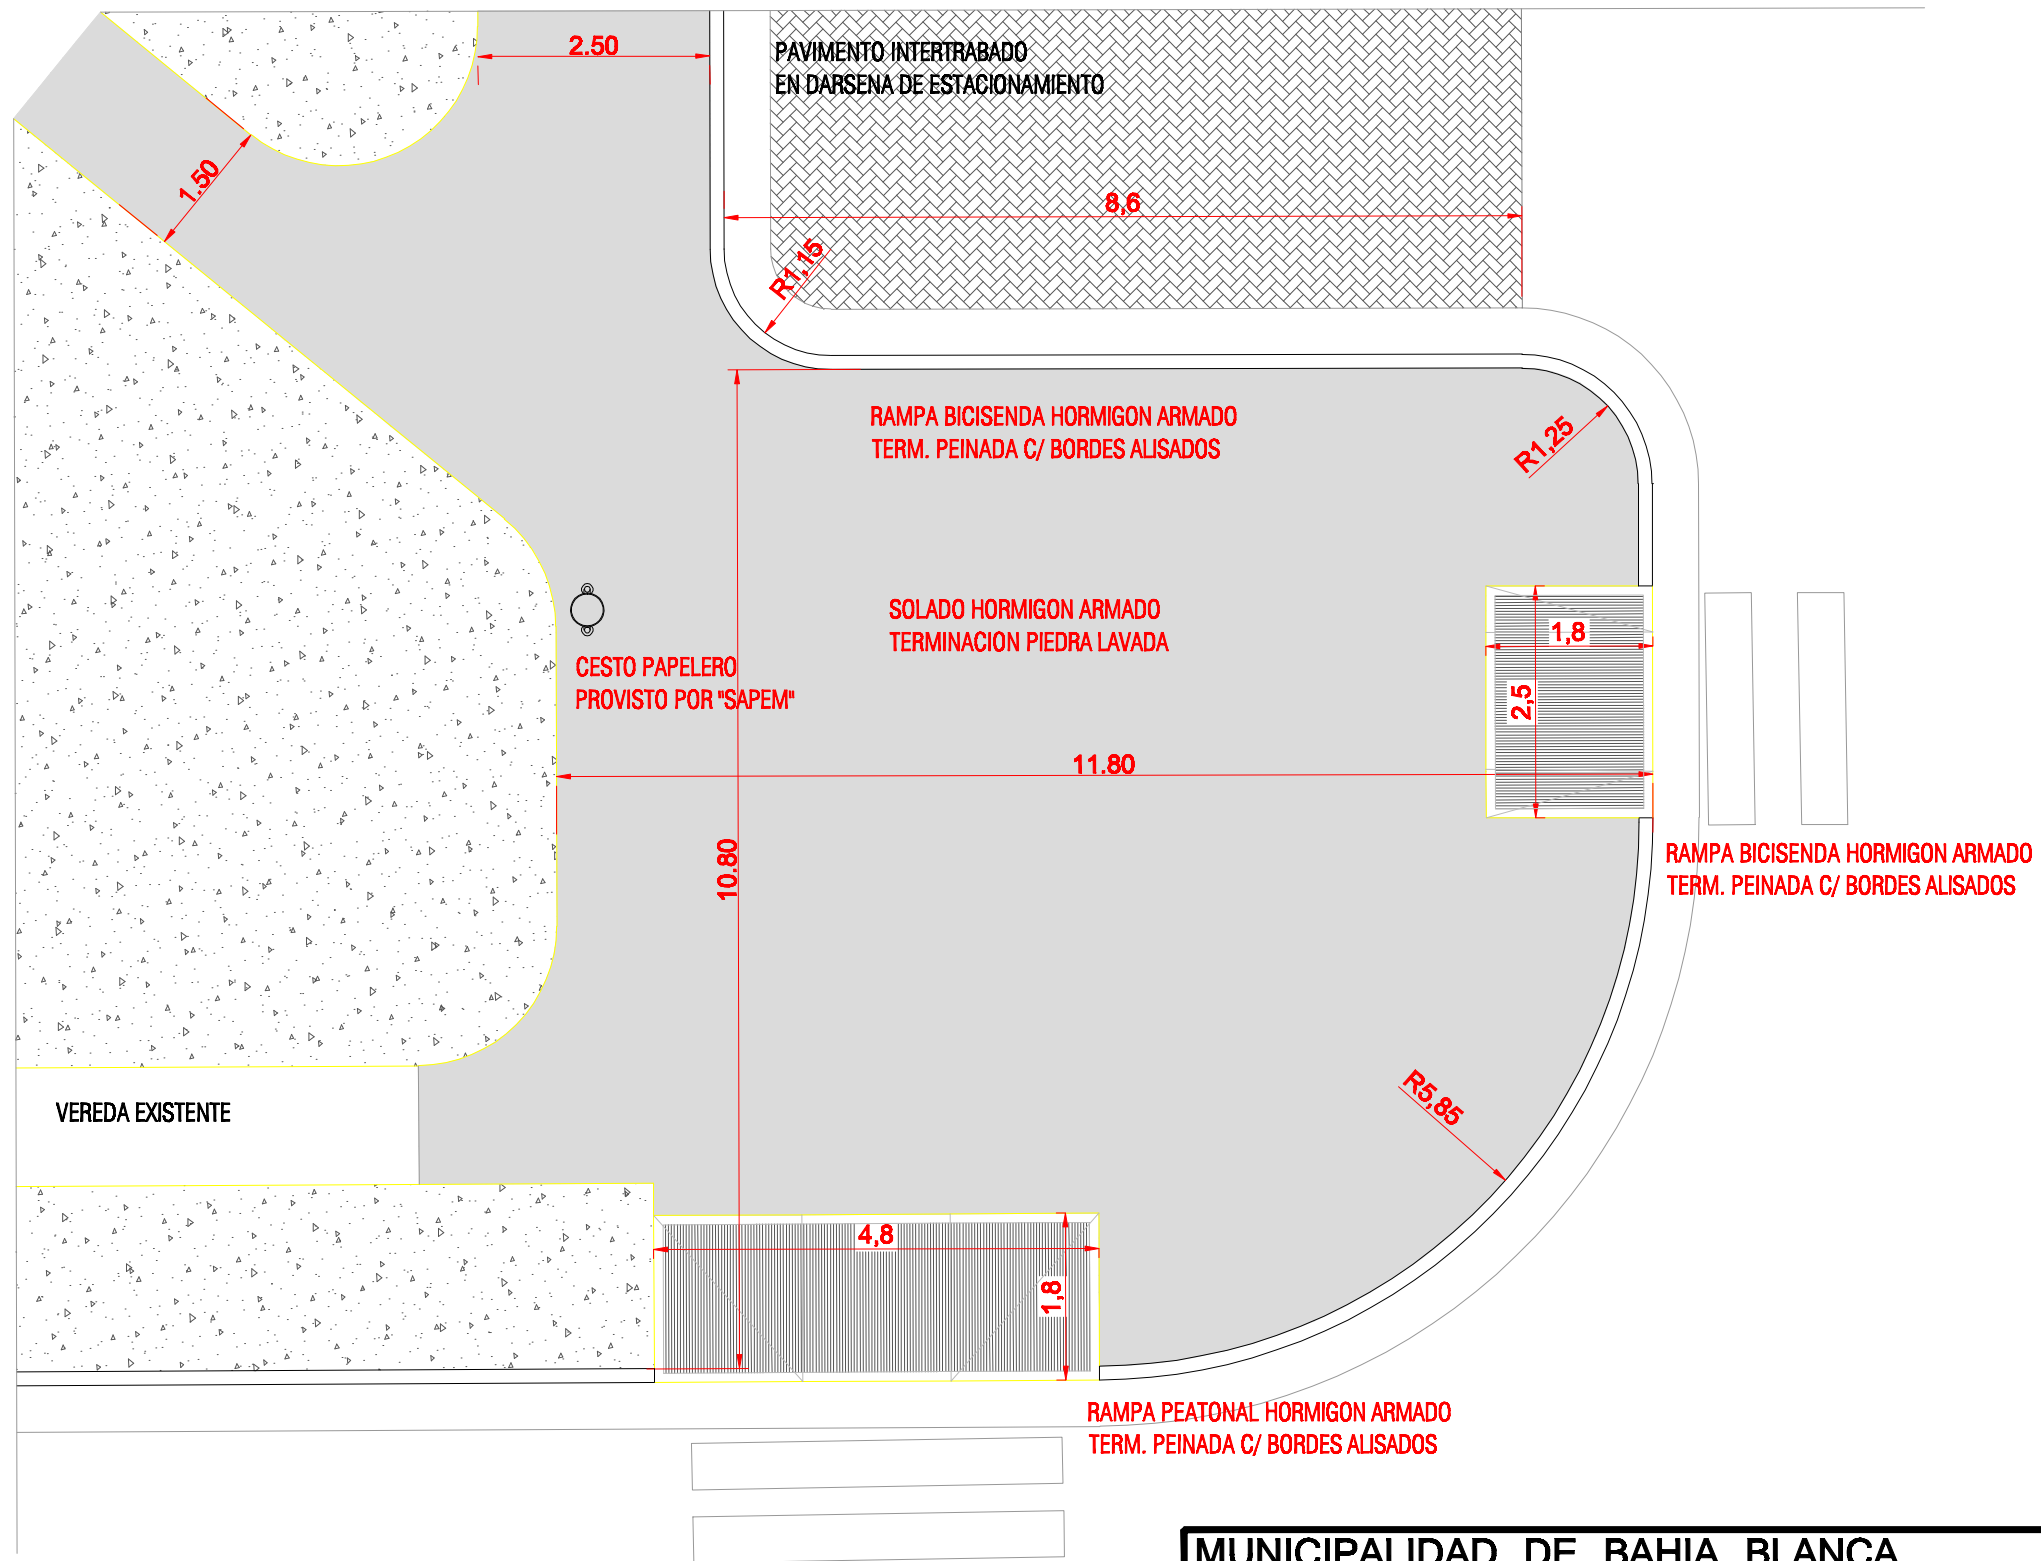 2.50
PAVIMENTO INTERTRABADO
EN DARSENA DE ESTACIONAMIENTO
1.50
8,6
R1,15
RAMPA BICISENDA HORMIGON ARMADO
TERM. PEINADA C/ BORDES ALISADOS
R1,25
SOLADO HORMIGON ARMADO
TERMINACION PIEDRA LAVADA
1,8
2,5
CESTO PAPELERO
PROVISTO POR "SAPEM"
11.80
10.80
RAMPA BICISENDA HORMIGON ARMADO
TERM. PEINADA C/ BORDES ALISADOS
R5,85
VEREDA EXISTENTE
4,8
1,8
RAMPA PEATONAL HORMIGON ARMADO
TERM. PEINADA C/ BORDES ALISADOS
MUNICIPALIDAD DE BAHIA BLANCA